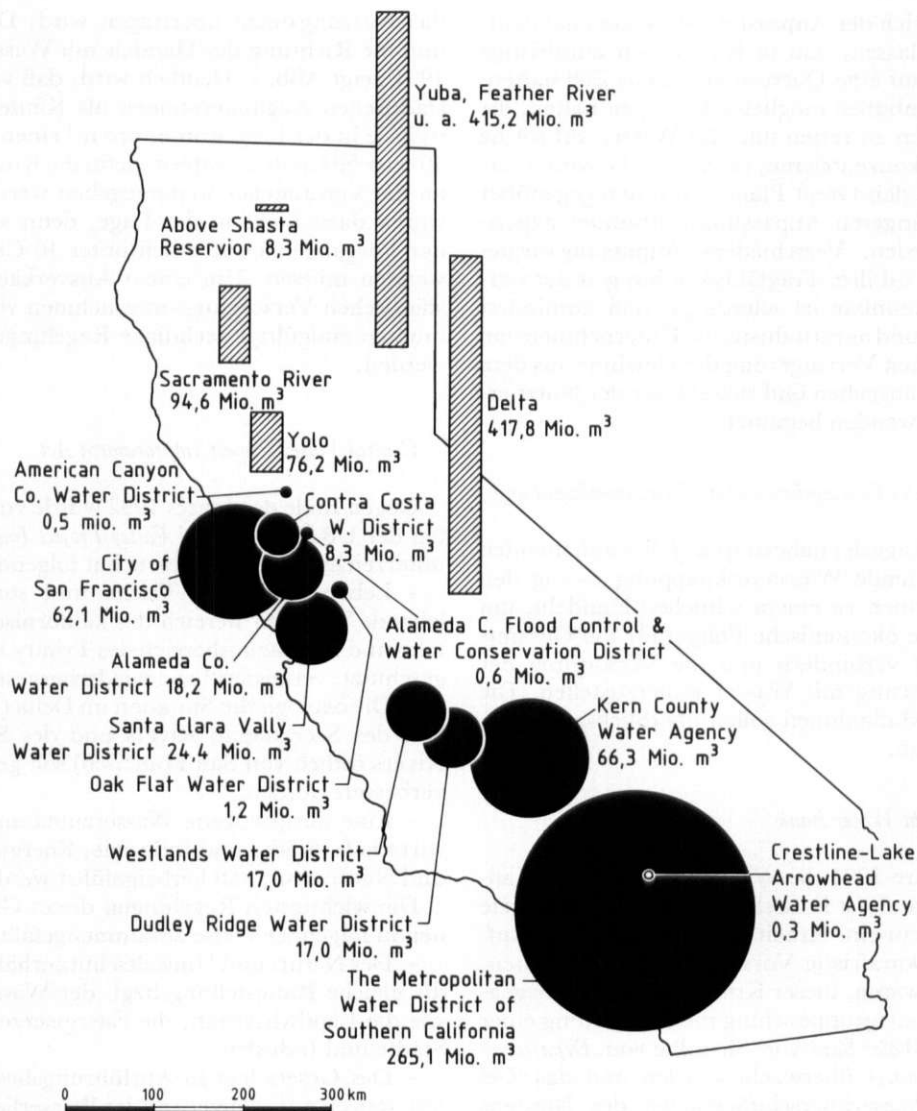 Yuba, Feather River
u. a. 415,2 Mio. m³
Above Shasta
Reservior 8,3 Mio. m³
Sacramento River
94,6 Mio. m³
Delta
417,8 Mio. m³
Yolo
76,2 Mio. m³
American Canyon
Co. Water District
0,5 mio. m³
Contra Costa
W. District
8,3 Mio. m³
City of
San Francisco
62,1 Mio. m³
Alameda C, Flood Control &
Water Conservation District
0,6 Mio. m³
Alameda Co.
Water District 18,2 Mio. m³
Kern County
Water Agency
66,3 Mio. m³
Santa Clara Vally
Water District 24,4 Mio. m³
Oak Flat Water District
1,2 Mio. m³
Westlands Water District
17,0 Mio. m³
Crestline-Lake
Arrowhead
Water Agency
0,3 Mio. m³
Dudley Ridge Water District
17,0 Mio. m³
The Metropolitan
Water District of
Southern California
265,1 Mio. m³
0 100 200 300 km